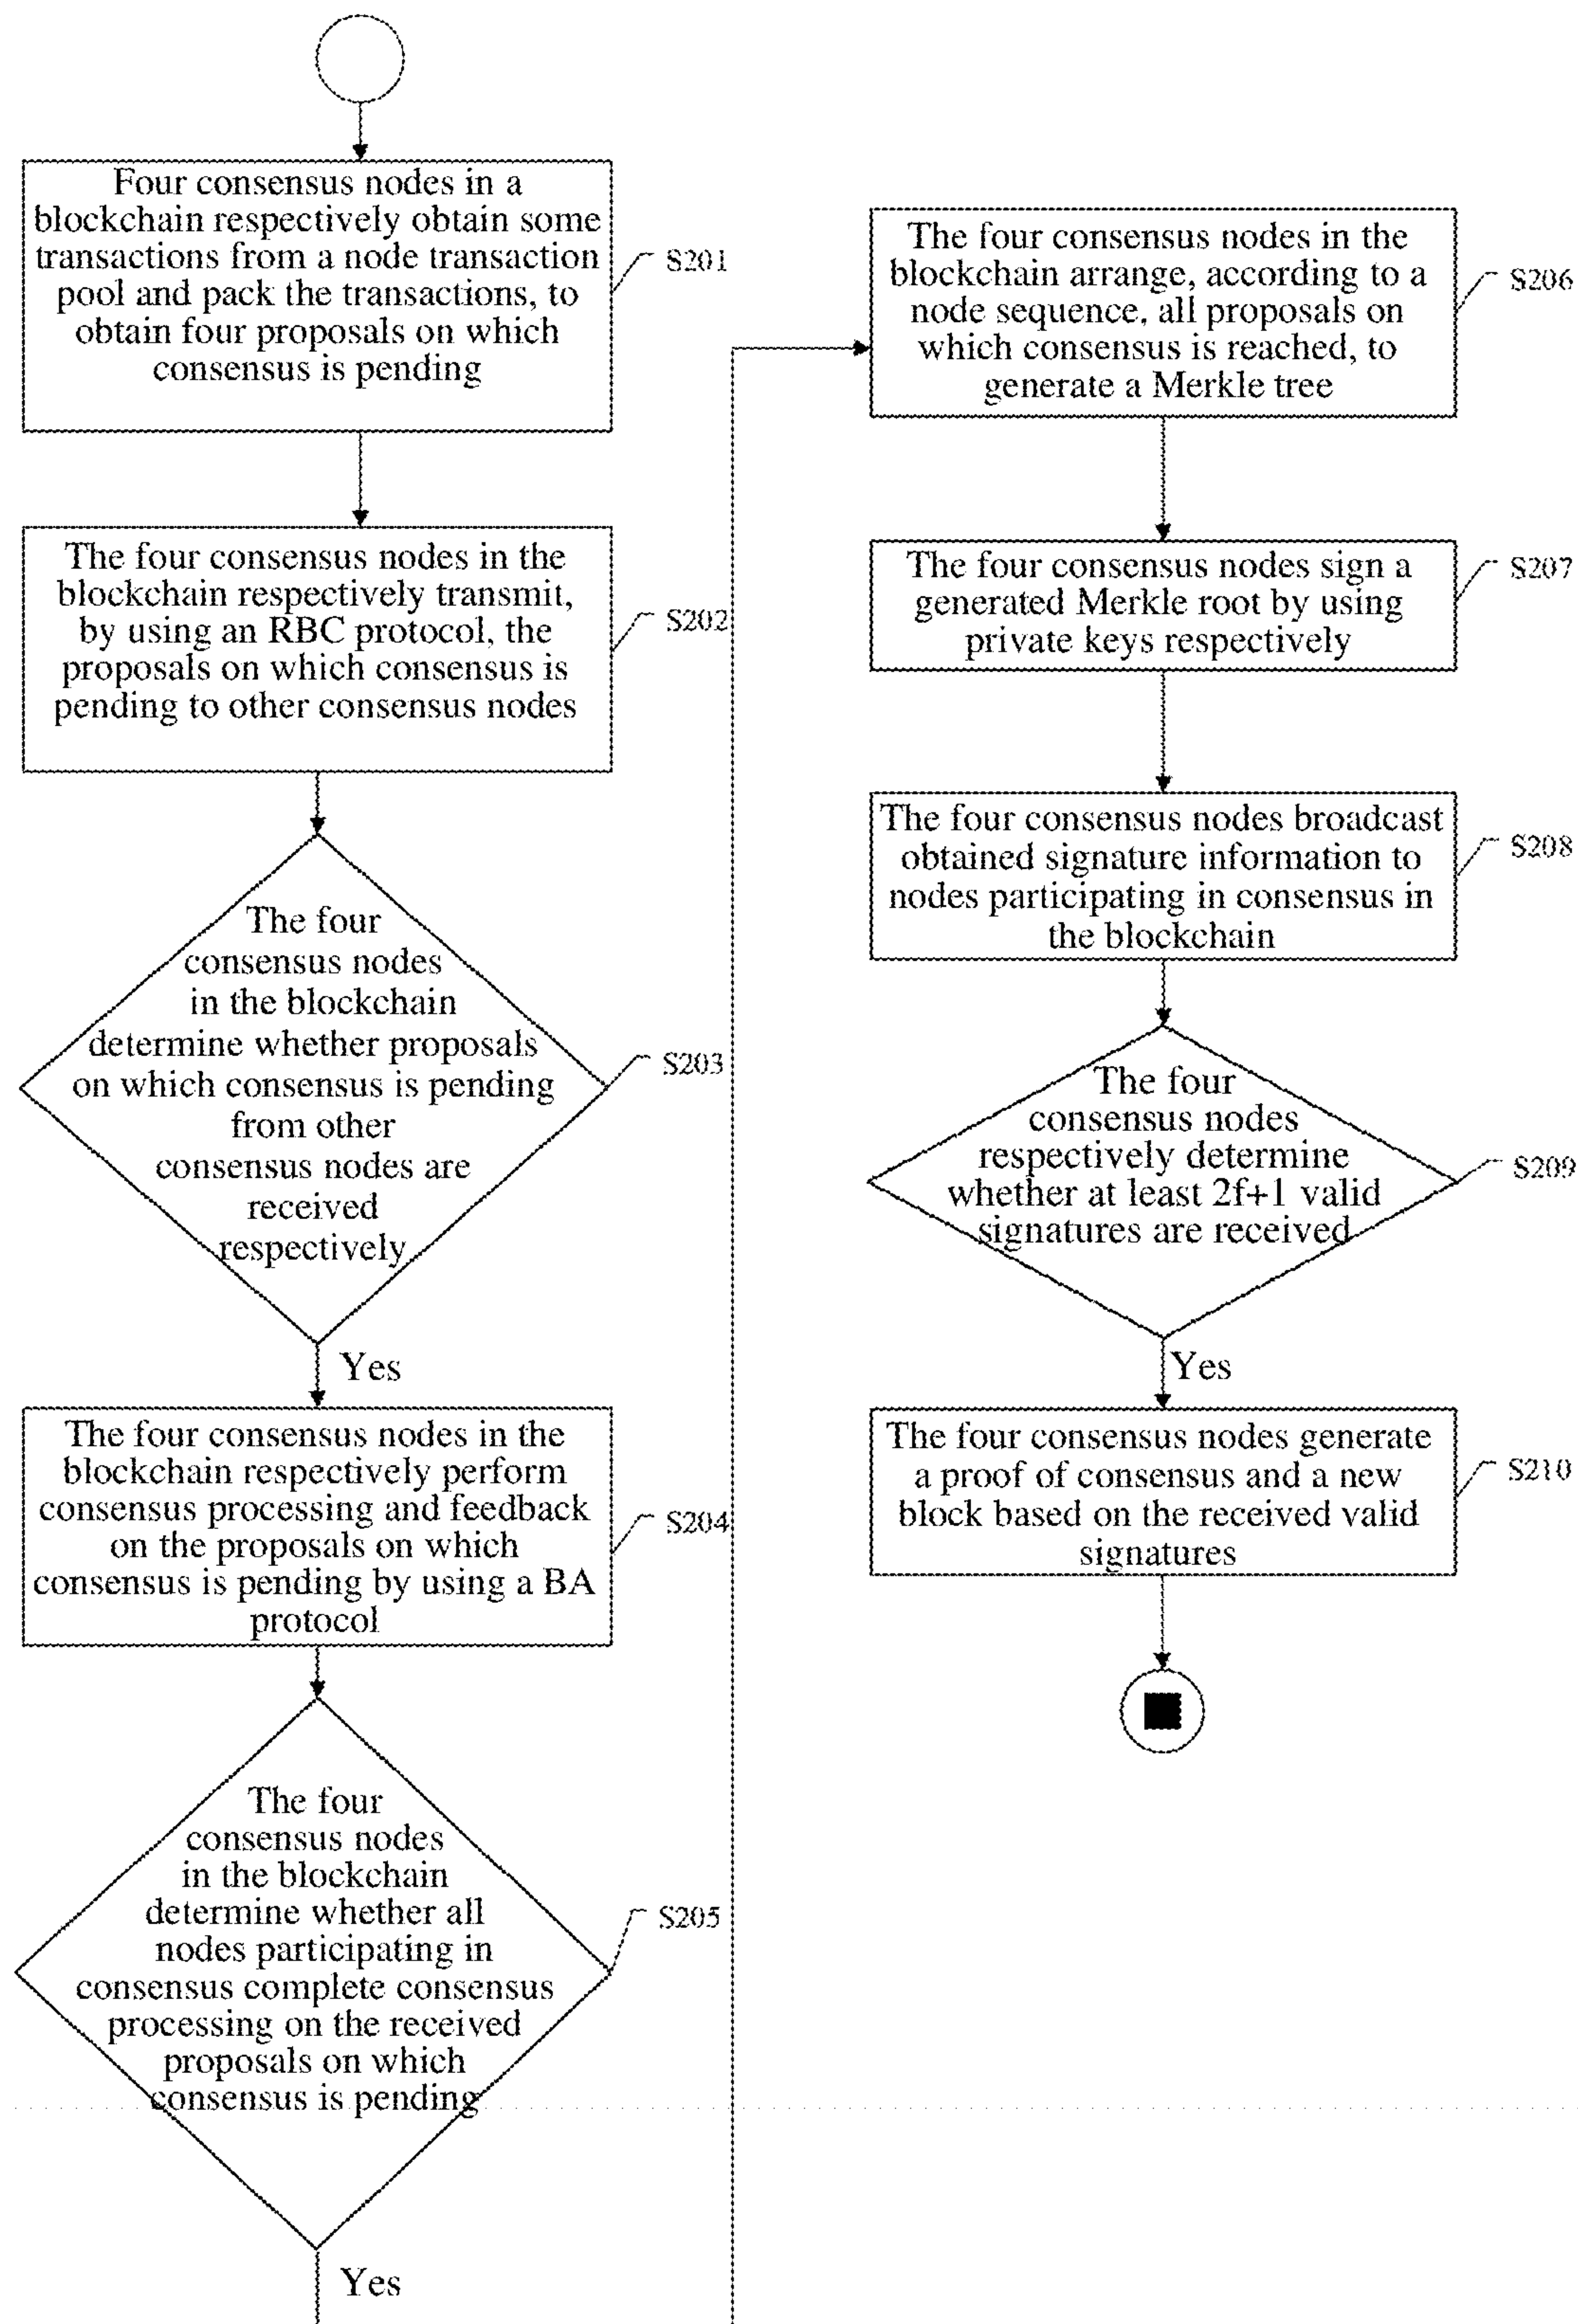 Four consensus nodes in a
blockchain respectively obtain some
transactions from a node transaction
pool and pack the transactions, to
obtain four proposals on which
consensus is pending
S201
The four consensus nodes in the
blockchain respectively transmit,
by using an RBC protocol, the
proposals on which consensus is
pending to other consensus nodes
S202
The four
consensus nodes
in the blockchain
determine whether proposals
on which consensus is pending
from other
consensus nodes are
received
respectively
S203
Yes
The four consensus nodes in the
blockchain respectively perform
consensus processing and feedback
on the proposals on which
consensus is pending by using a BA
protocol
S204
The four
consensus nodes
in the blockchain
determine whether all
nodes participating in
consensus complete consensus
processing on the received
proposals on which
consensus is pending
S205
Yes
The four consensus nodes in the
blockchain arrange, according to a
node sequence, all proposals on
which consensus is reached, to
generate a Merkle tree
S206
The four consensus nodes sign a
generated Merkle root by using
private keys respectively
S207
The four consensus nodes broadcast
obtained signature information to
nodes participating in consensus in
the blockchain
S208
The four
consensus nodes
respectively determine
whether at least 2f+1 valid
signatures are received
S209
Yes
The four consensus nodes generate
a proof of consensus and a new
block based on the received valid
signatures
S210